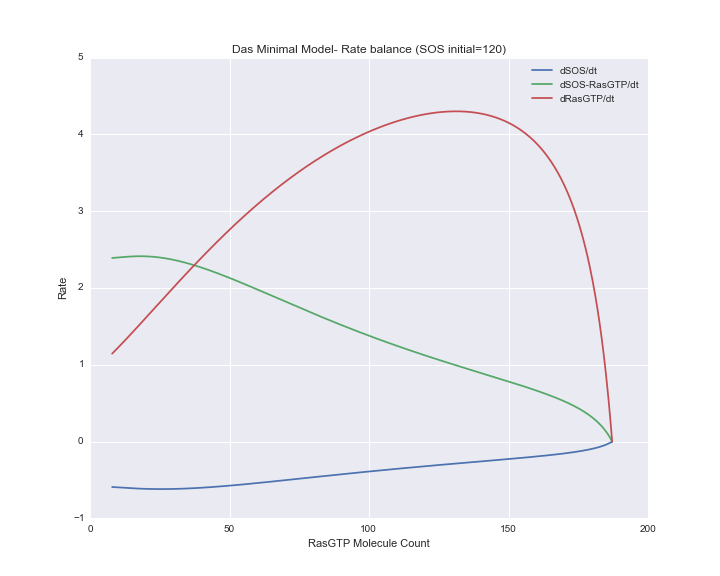 Das Minimal Model- Rate balance (SOS initial=120)
dSOS/dt
dSOS-RasGTP/dt
dRasGTP/dt
5
4
3
2
1
0
−1
Rate
0 50 100 150 200
RasGTP Molecule Count